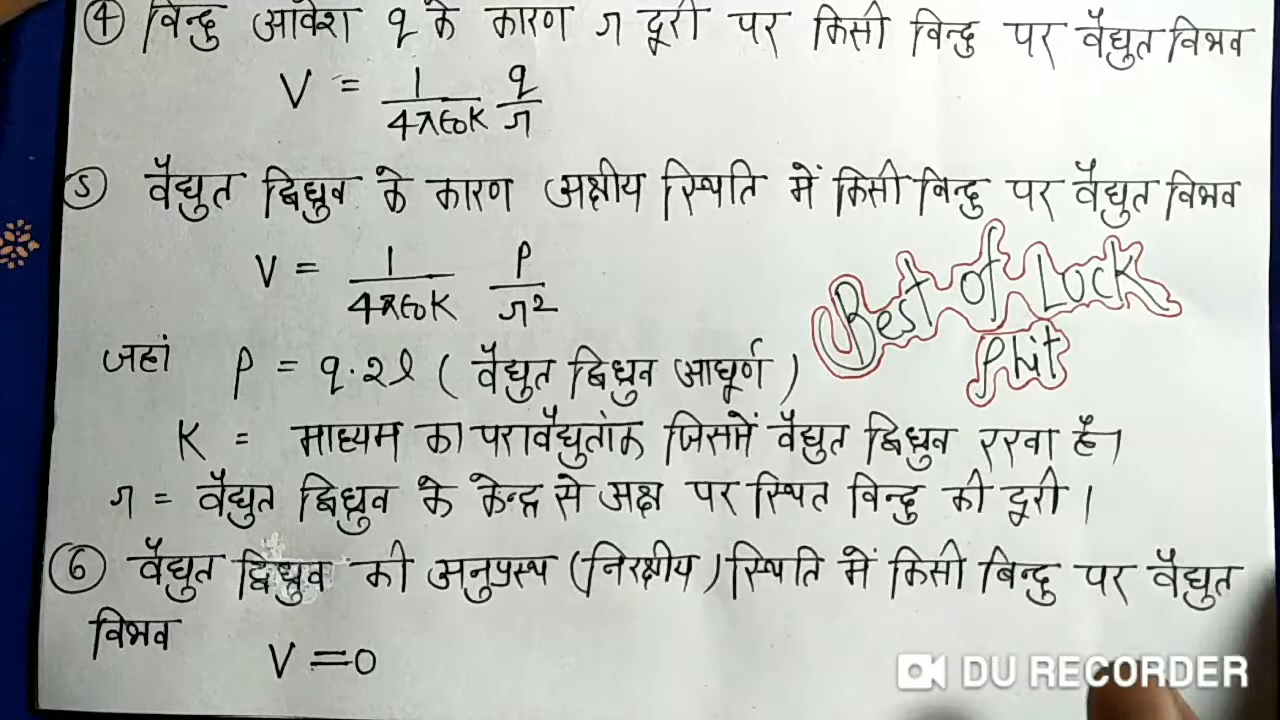 ④ विन्दु आवेश q के कारण r दूरी पर किसी विन्दु पर वैद्युत विभव
V = 1/4πϵ0K q/r
⑤ वैद्युत द्विध्रुव के कारण अक्षीय स्थिति में किसी विन्दु पर वैद्युत विभव
V = 1/4πϵ0K P/r²
Best of Luck
Phit
जहां P = q.2l ( वैद्युत द्विध्रुव आघूर्ण )
K = माध्यम का परावैद्युतांक जिसमें वैद्युत द्विध्रुव रखा है।
r = वैद्युत द्विध्रुव के केन्द्र से अक्ष पर स्थित विन्दु की दूरी।
⑥ वैद्युत द्विध्रुव की अनुप्रस्थ (निरक्षीय) स्थिति में किसी बिन्दु पर वैद्युत
विभव V = 0
DU RECORDER